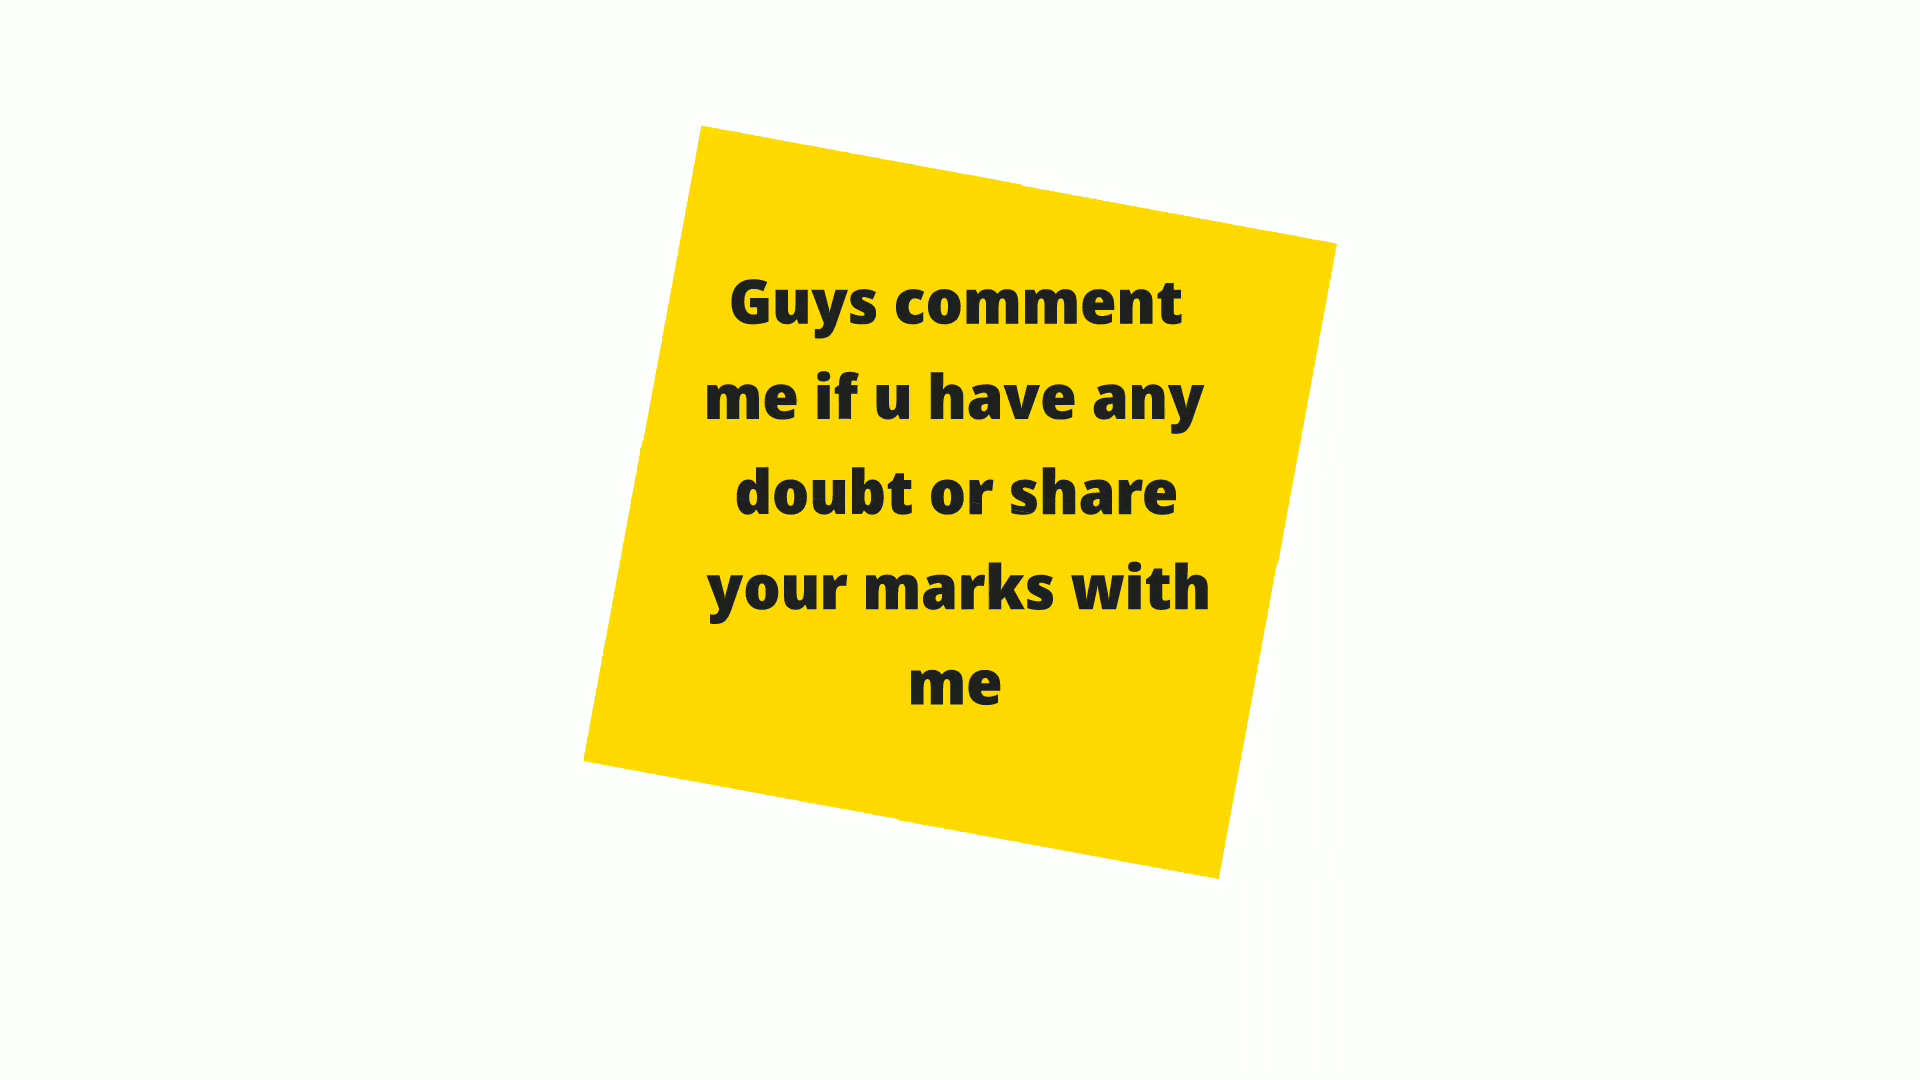 Guys comment
me if u have any
doubt or share
your marks with
me